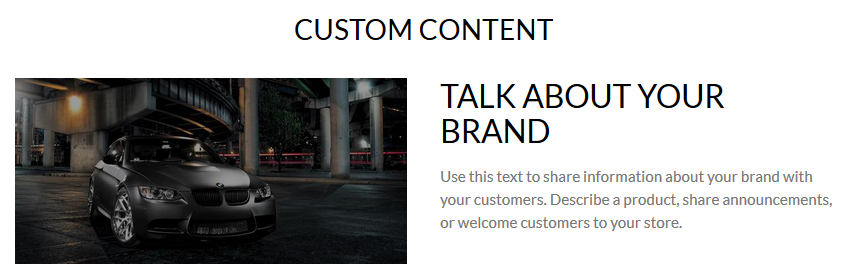 CUSTOM CONTENT
TALK ABOUT YOUR
BRAND
Use this text to share information about your brand with
your customers. Describe a product, share announcements,
or welcome customers to your store.